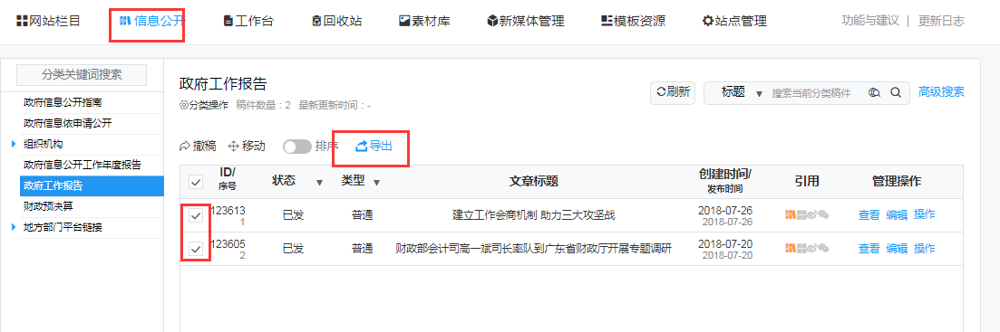 网站栏目 信息公开 工作台 回收站 素材库 新媒体管理 模板资源 站点管理 功能与建议 | 更新日志
分类关键词搜索
政府信息公开指南
政府信息依申请公开
组织机构
政府信息公开工作年度报告
政府工作报告
财政预决算
地方部门平台链接
政府工作报告
分类操作 稿件数量：2 最新更新时间：-
刷新 标题 搜索当前分类稿件 高级搜索
撤稿 移动 排序 导出
ID/序号 状态 类型 文章标题 创建时间/发布时间 引用 管理操作
123613 已发 普通 建立工作会商机制 助力三大攻坚战 2018-07-26 查看 编辑 操作
1 2018-07-26
123605 已发 普通 财政部会计司高一斌司长率队到广东省财政厅开展专题调研 2018-07-20 查看 编辑 操作
2 2018-07-20